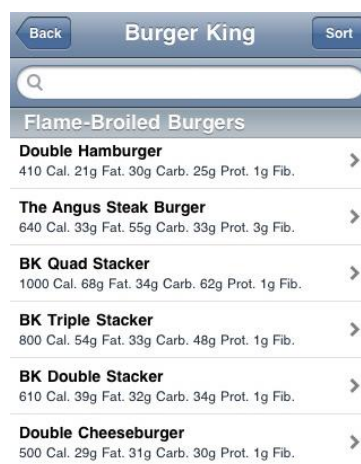 Back Burger King Sort
Flame-Broiled Burgers
Double Hamburger
410 Cal. 21g Fat. 30g Carb. 25g Prot. 1g Fib.
The Angus Steak Burger
640 Cal. 33g Fat. 55g Carb. 33g Prot. 3g Fib.
BK Quad Stacker
1000 Cal. 68g Fat. 34g Carb. 62g Prot. 1g Fib.
BK Triple Stacker
800 Cal. 54g Fat. 33g Carb. 48g Prot. 1g Fib.
BK Double Stacker
610 Cal. 39g Fat. 32g Carb. 34g Prot. 1g Fib.
Double Cheeseburger
500 Cal. 29g Fat. 31g Carb. 30g Prot. 1g Fib.